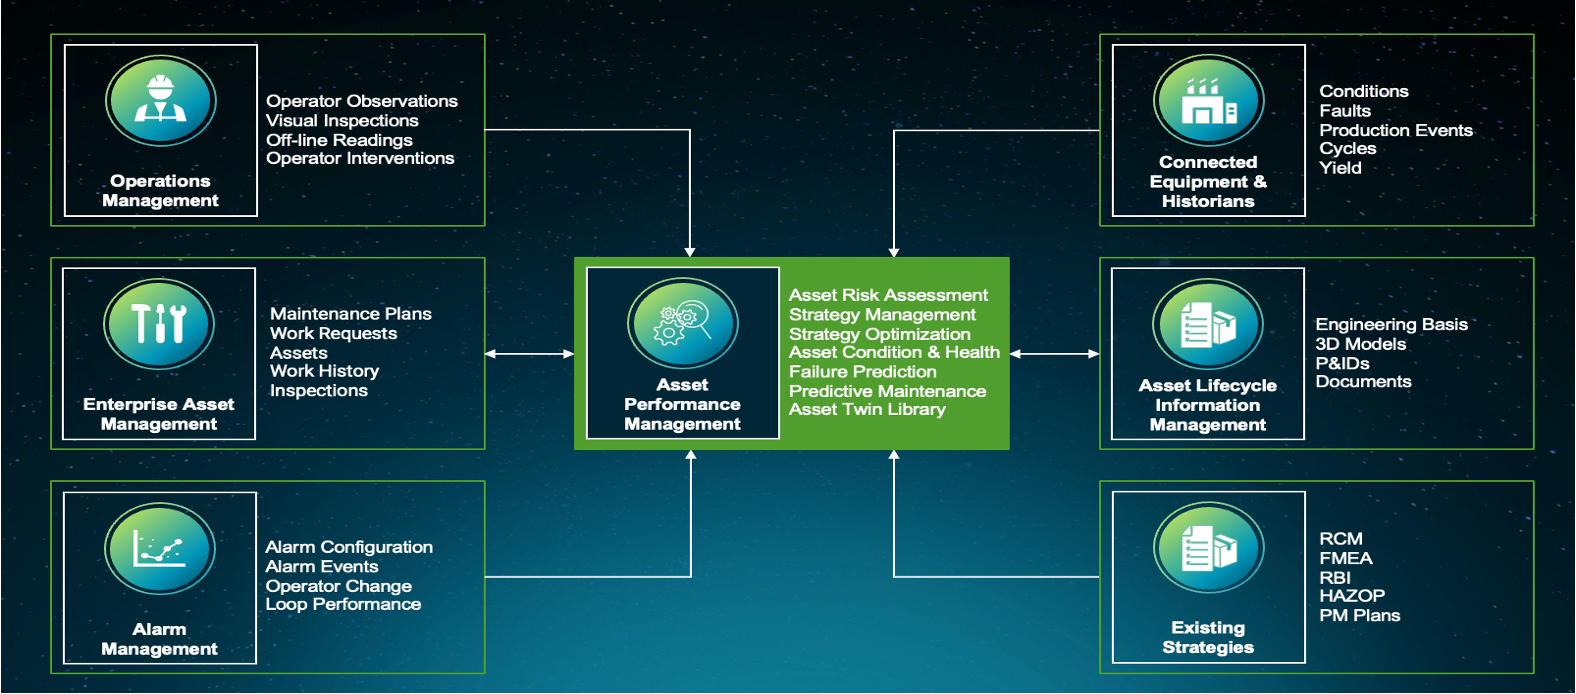 Operations
Management
Operator Observations
Visual Inspections
Off-line Readings
Operator Interventions
Connected
Equipment &
Historians
Conditions
Faults
Production Events
Cycles
Yield
Enterprise Asset
Management
Maintenance Plans
Work Requests
Assets
Work History
Inspections
Asset
Performance
Management
Asset Risk Assessment
Strategy Management
Strategy Optimization
Asset Condition & Health
Failure Prediction
Predictive Maintenance
Asset Twin Library
Asset Lifecycle
Information
Management
Engineering Basis
3D Models
P&IDs
Documents
Alarm
Management
Alarm Configuration
Alarm Events
Operator Change
Loop Performance
Existing
Strategies
RCM
FMEA
RBI
HAZOP
PM Plans